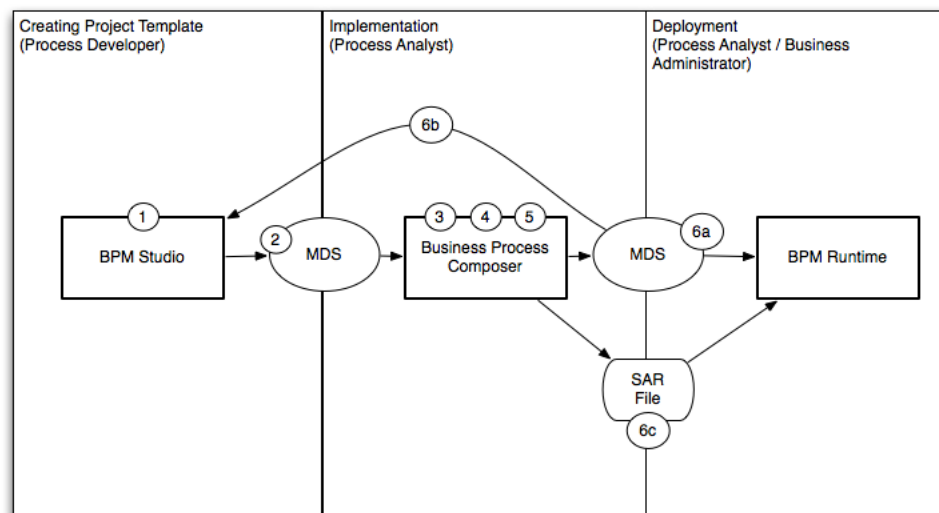 Creating Project Template
(Process Developer)
Implementation
(Process Analyst)
Deployment
(Process Analyst / Business
Administrator)
6b
1
BPM Studio
2
MDS
3
4
5
Business Process
Composer
MDS
6a
BPM Runtime
SAR
File
6c